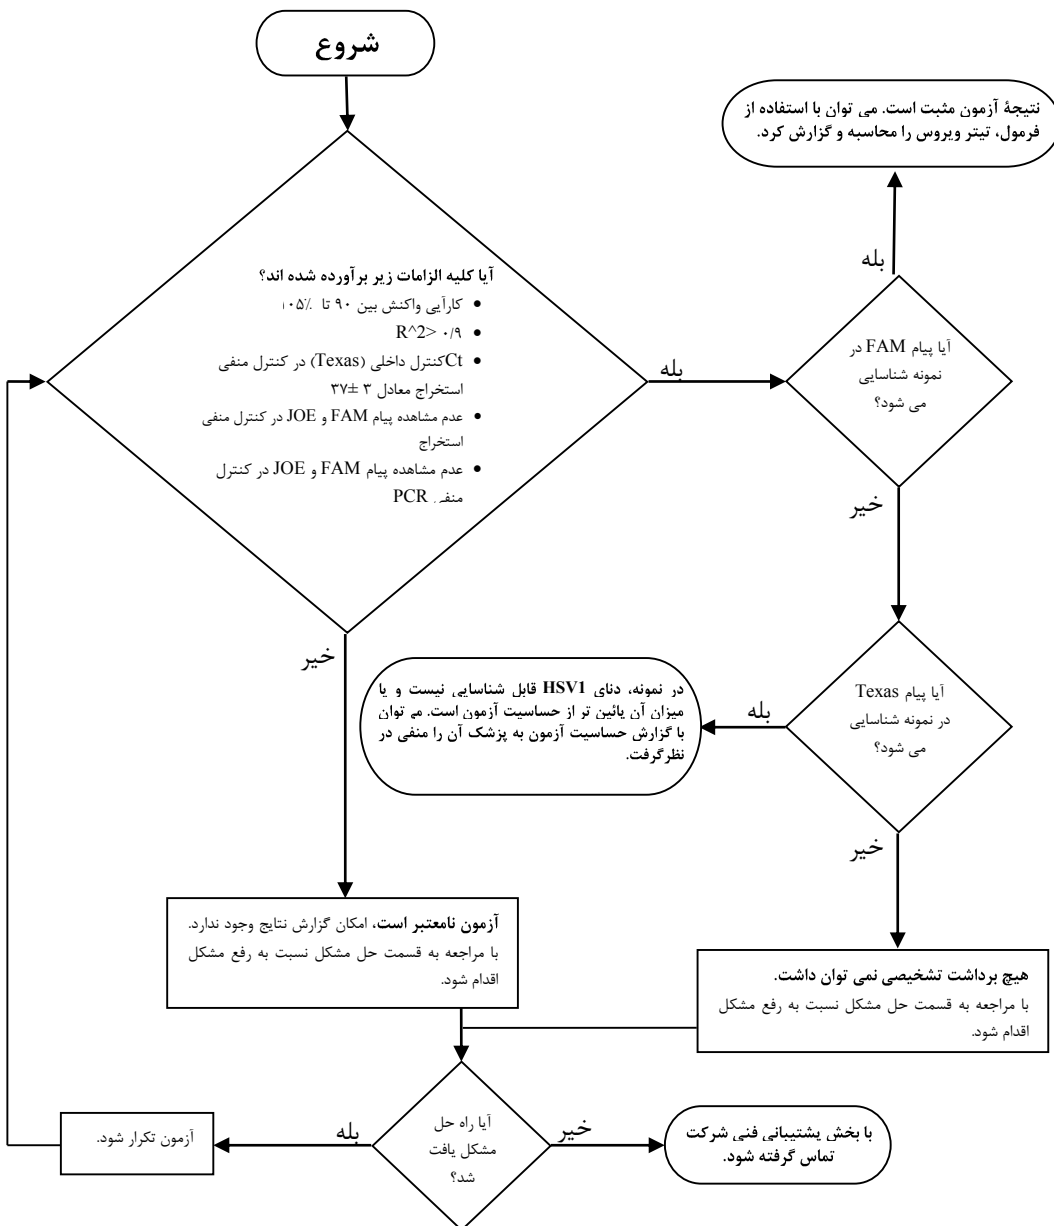 شروع
نتیجۀ آزمون مثبت است. می توان با استفاده از
فرمول، تیتر ویروس را محاسبه و گزارش کرد.
بله
آیا کلیه الزامات زیر برآورده شده اند؟
• کارآیی واکنش بین ۹۰ تا ۱۰۵٪
• R^2> ۰/۹
• Ctکنترل داخلی (Texas) در کنترل منفی
استخراج معادل ۳ ±۳۷
• عدم مشاهده پیام FAM و JOE در کنترل منفی
استخراج
• عدم مشاهده پیام FAM و JOE در کنترل
منفی PCR
بله
آیا پیام FAM در
نمونه شناسایی
می شود؟
خیر
خیر
در نمونه، دنای HSV1 قابل شناسایی نیست و یا
میزان آن پائین تر از حساسیت آزمون است. می توان
با گزارش حساسیت آزمون به پزشک آن را منفی در
نظرگرفت.
بله
آیا پیام Texas
در نمونه شناسایی
می شود؟
خیر
آزمون نامعتبر است، امکان گزارش نتایج وجود ندارد.
با مراجعه به قسمت حل مشکل نسبت به رفع مشکل
اقدام شود.
هیچ برداشت تشخیصی نمی توان داشت.
با مراجعه به قسمت حل مشکل نسبت به رفع مشکل
اقدام شود.
آیا راه حل
مشکل یافت
شد؟
بله
آزمون تکرار شود.
خیر
با بخش پشتیبانی فنی شرکت
تماس گرفته شود.